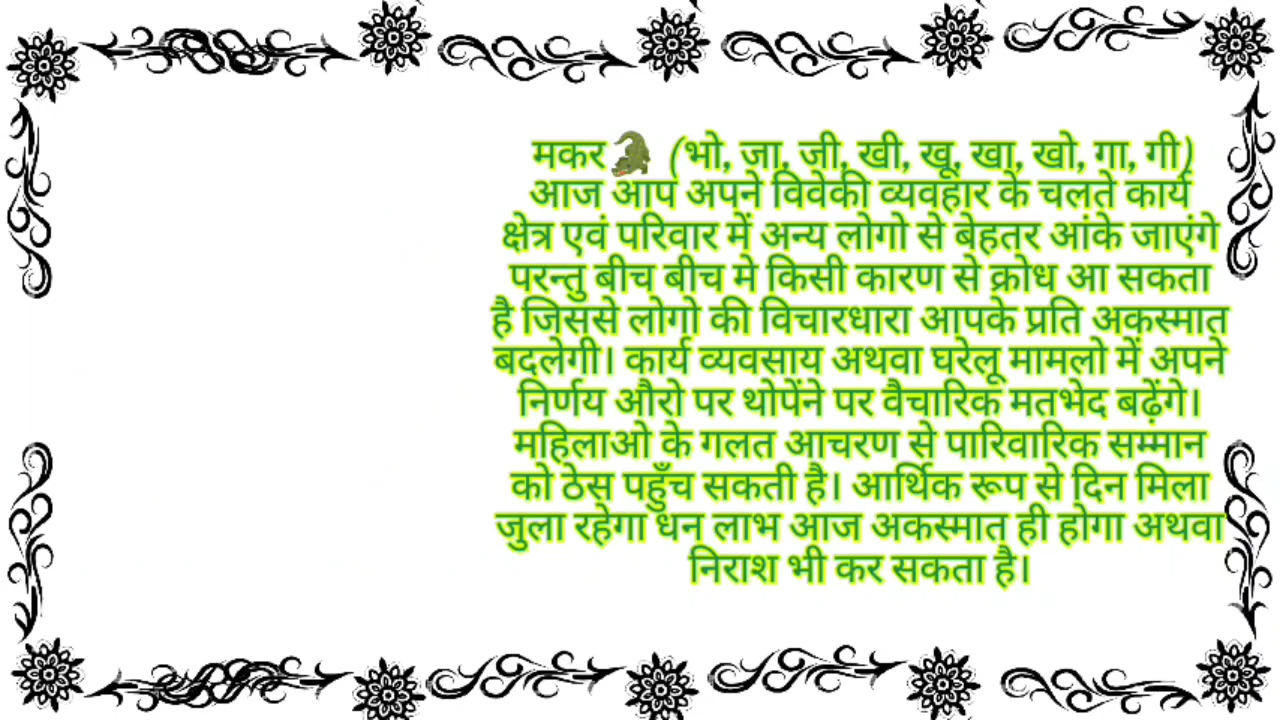 मकर🐊 (भो, जा, जी, खी, खू, खा, खो, गा, गी)
आज आप अपने विवेकी व्यवहार के चलते कार्य
क्षेत्र एवं परिवार में अन्य लोगो से बेहतर आंके जाएंगे
परन्तु बीच बीच मे किसी कारण से क्रोध आ सकता
है जिससे लोगो की विचारधारा आपके प्रति अकस्मात
बदलेगी। कार्य व्यवसाय अथवा घरेलू मामलो में अपने
निर्णय औरो पर थोपेंने पर वैचारिक मतभेद बढ़ेंगे।
महिलाओ के गलत आचरण से पारिवारिक सम्मान
को ठेस पहुँच सकती है। आर्थिक रूप से दिन मिला
जुला रहेगा धन लाभ आज अकस्मात ही होगा अथवा
निराश भी कर सकता है।